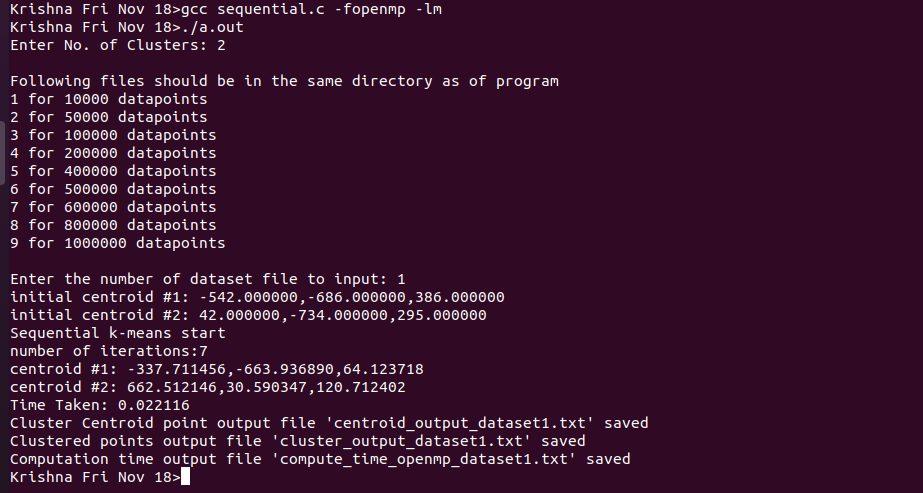 Krishna Fri Nov 18>gcc sequential.c -fopenmp -lm
Krishna Fri Nov 18>./a.out
Enter No. of Clusters: 2
Following files should be in the same directory as of program
1 for 10000 datapoints
2 for 50000 datapoints
3 for 100000 datapoints
4 for 200000 datapoints
5 for 400000 datapoints
6 for 500000 datapoints
7 for 600000 datapoints
8 for 800000 datapoints
9 for 1000000 datapoints
Enter the number of dataset file to input: 1
initial centroid #1: -542.000000,-686.000000,386.000000
initial centroid #2: 42.000000,-734.000000,295.000000
Sequential k-means start
number of iterations:7
centroid #1: -337.711456,-663.936890,64.123718
centroid #2: 662.512146,30.590347,120.712402
Time Taken: 0.022116
Cluster Centroid point output file 'centroid_output_dataset1.txt' saved
Clustered points output file 'cluster_output_dataset1.txt' saved
Computation time output file 'compute_time_openmp_dataset1.txt' saved
Krishna Fri Nov 18>